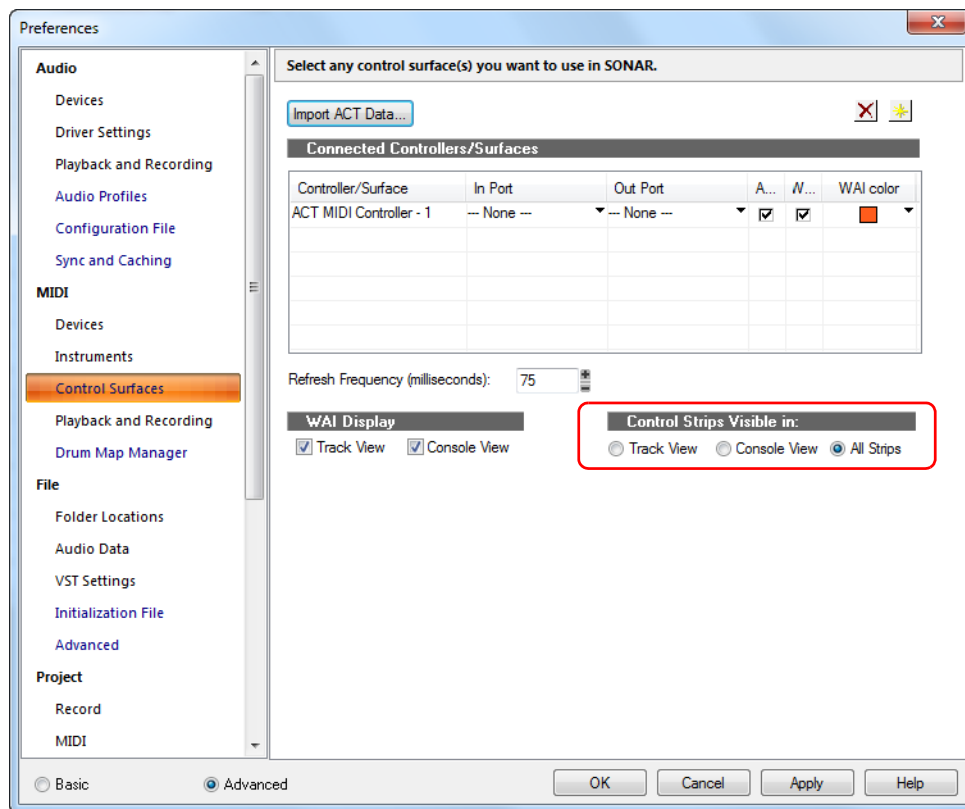 Preferences
Audio
Devices
Driver Settings
Playback and Recording
Audio Profiles
Configuration File
Sync and Caching
MIDI
Devices
Instruments
Control Surfaces
Playback and Recording
Drum Map Manager
File
Folder Locations
Audio Data
VST Settings
Initialization File
Advanced
Project
Record
MIDI
Basic Advanced
Select any control surface(s) you want to use in SONAR.
Import ACT Data...
Connected Controllers/Surfaces
Controller/Surface In Port Out Port A... W... WAI color
ACT MIDI Controller - 1 --- None --- --- None ---
Refresh Frequency (milliseconds): 75
WAI Display
Track View Console View
Control Strips Visible in:
Track View Console View All Strips
OK Cancel Apply Help